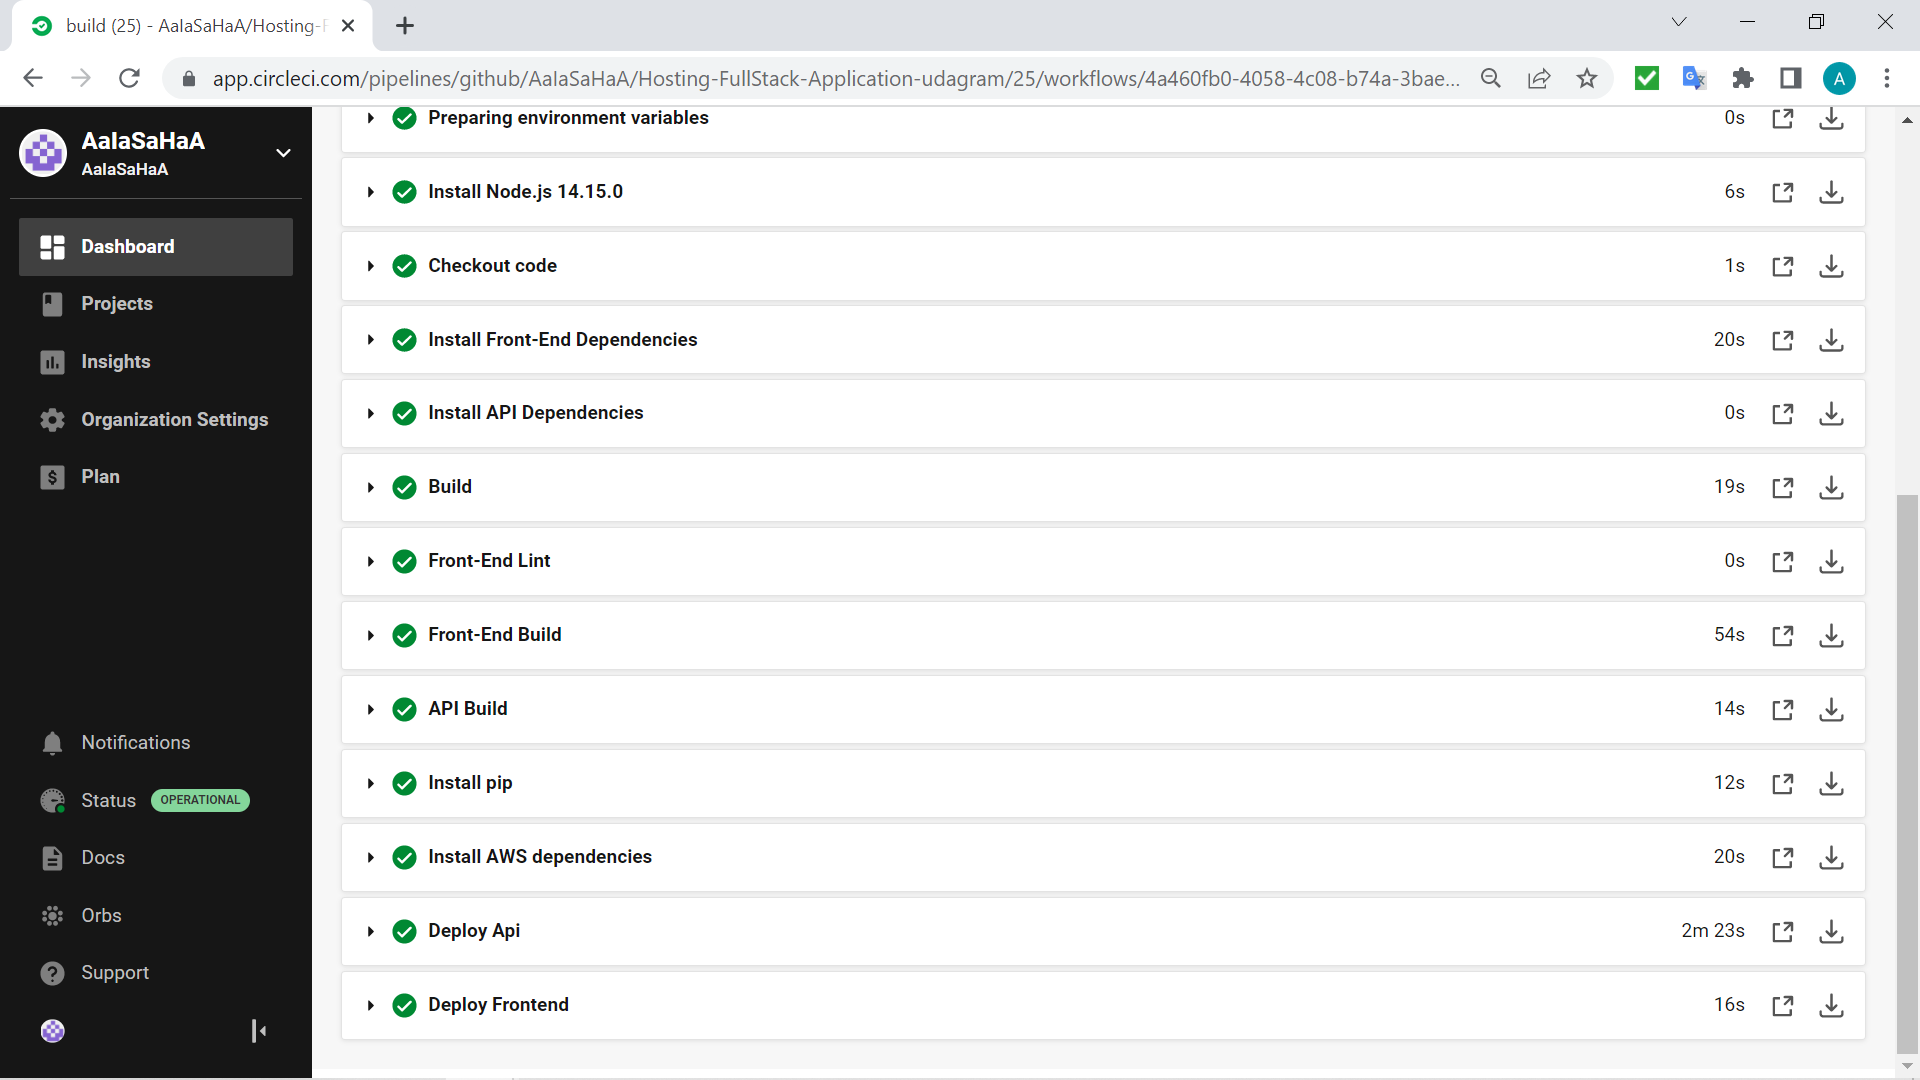 build (25) - AalaSaHaA/Hosting-F
app.circleci.com/pipelines/github/AalaSaHaA/Hosting-FullStack-Application-udagram/25/workflows/4a460fb0-4058-4c08-b74a-3bae...
A
AalaSaHaA
AalaSaHaA
Dashboard
Projects
Insights
Organization Settings
Plan
Notifications
Status OPERATIONAL
Docs
Orbs
Support
Preparing environment variables 0s
Install Node.js 14.15.0 6s
Checkout code 1s
Install Front-End Dependencies 20s
Install API Dependencies 0s
Build 19s
Front-End Lint 0s
Front-End Build 54s
API Build 14s
Install pip 12s
Install AWS dependencies 20s
Deploy Api 2m 23s
Deploy Frontend 16s